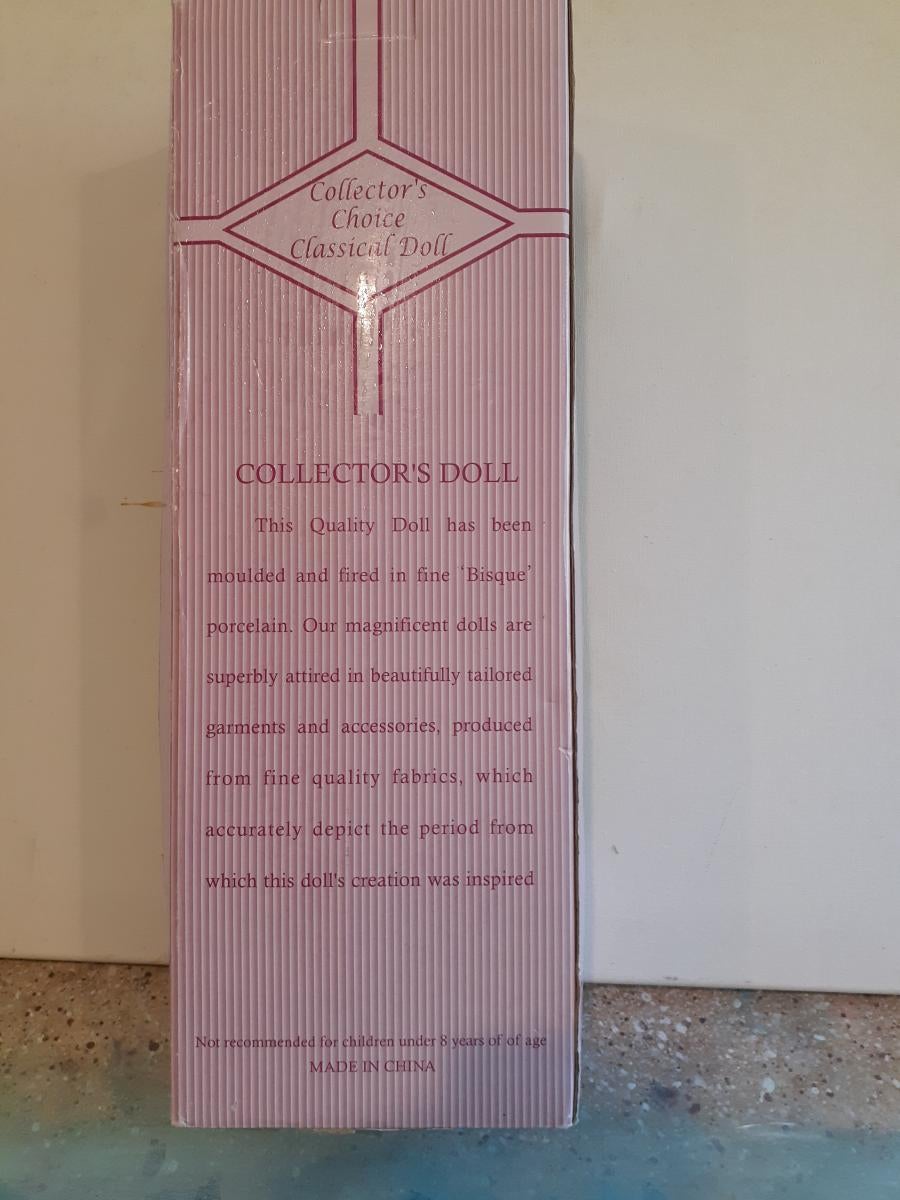 Collector's
Choice
Classical Doll
COLLECTOR'S DOLL
This Quality Doll has been
moulded and fired in fine 'Bisque'
porcelain. Our magnificent dolls are
superbly attired in beautifully tailored
garments and accessories, produced
from fine quality fabrics, which
accurately depict the period from
which this doll's creation was inspired
Not recommended for children under 8 years of of age
MADE IN CHINA